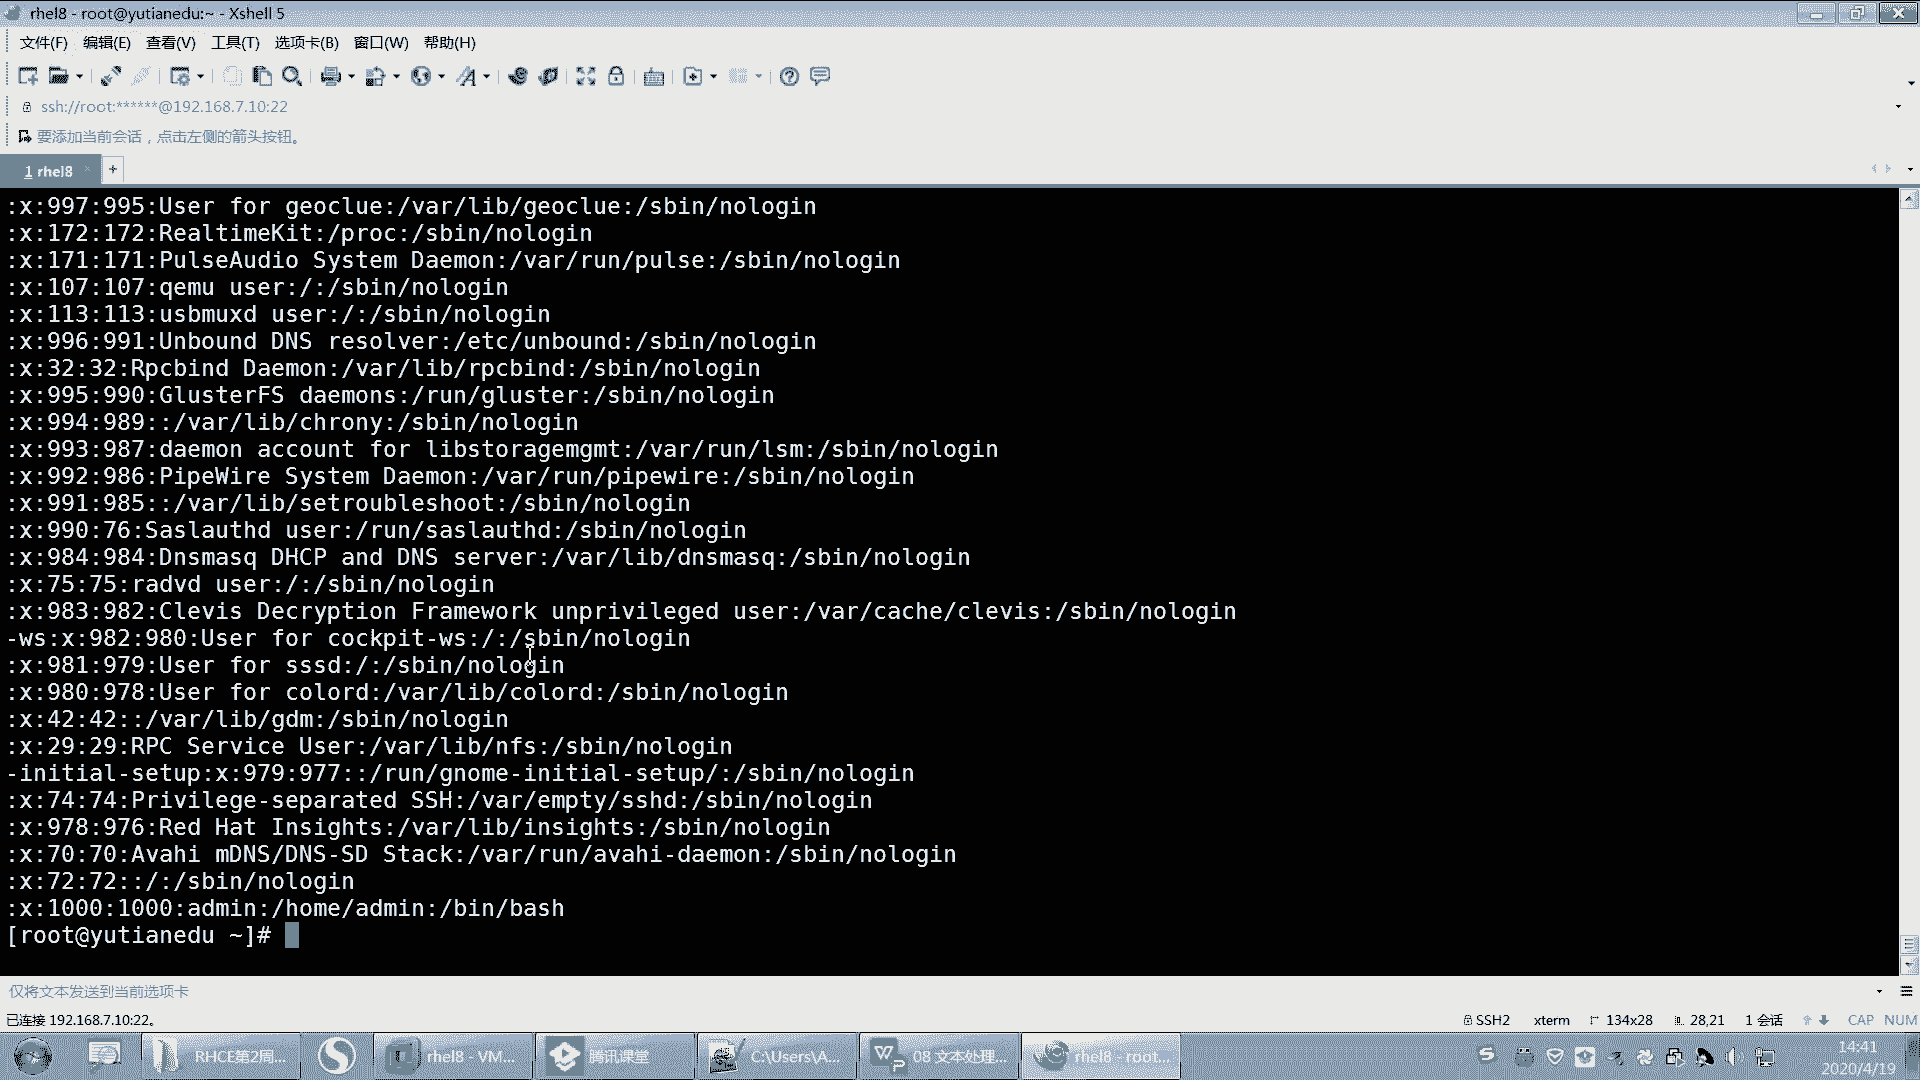 rhel8 - root@yutianedu:~ - Xshell 5
文件(F) 编辑(E) 查看(V) 工具(T) 选项卡(B) 窗口(W) 帮助(H)
ssh://root:******@192.168.7.10:22
要添加当前会话，点击左侧的箭头按钮。
1 rhel8
:x:997:995:User for geoclue:/var/lib/geoclue:/sbin/nologin
:x:172:172:RealtimeKit:/proc:/sbin/nologin
:x:171:171:PulseAudio System Daemon:/var/run/pulse:/sbin/nologin
:x:107:107:qemu user:/:/sbin/nologin
:x:113:113:usbmuxd user:/:/sbin/nologin
:x:996:991:Unbound DNS resolver:/etc/unbound:/sbin/nologin
:x:32:32:Rpcbind Daemon:/var/lib/rpcbind:/sbin/nologin
:x:995:990:GlusterFS daemons:/run/gluster:/sbin/nologin
:x:994:989::/var/lib/chrony:/sbin/nologin
:x:993:987:daemon account for libstoragemgmt:/var/run/lsm:/sbin/nologin
:x:992:986:PipeWire System Daemon:/var/run/pipewire:/sbin/nologin
:x:991:985::/var/lib/setroubleshoot:/sbin/nologin
:x:990:76:Saslauthd user:/run/saslauthd:/sbin/nologin
:x:984:984:Dnsmasq DHCP and DNS server:/var/lib/dnsmasq:/sbin/nologin
:x:75:75:radvd user:/:/sbin/nologin
:x:983:982:Clevis Decryption Framework unprivileged user:/var/cache/clevis:/sbin/nologin
-ws:x:982:980:User for cockpit-ws:/:/sbin/nologin
:x:981:979:User for sssd:/:/sbin/nologin
:x:980:978:User for colord:/var/lib/colord:/sbin/nologin
:x:42:42::/var/lib/gdm:/sbin/nologin
:x:29:29:RPC Service User:/var/lib/nfs:/sbin/nologin
-initial-setup:x:979:977::/run/gnome-initial-setup/:/sbin/nologin
:x:74:74:Privilege-separated SSH:/var/empty/sshd:/sbin/nologin
:x:978:976:Red Hat Insights:/var/lib/insights:/sbin/nologin
:x:70:70:Avahi mDNS/DNS-SD Stack:/var/run/avahi-daemon:/sbin/nologin
:x:72:72::/:/sbin/nologin
:x:1000:1000:admin:/home/admin:/bin/bash
[root@yutianedu ~]#
仅将文本发送到当前选项卡
已连接 192.168.7.10:22。 SSH2 xterm 134x28 28,21 1 会话 CAP NUM
RHCE第2周... rhel8 - VM... 腾讯课堂 C:\Users\A... 08 文本处理... rhel8 - root... 14:41
2020/4/19